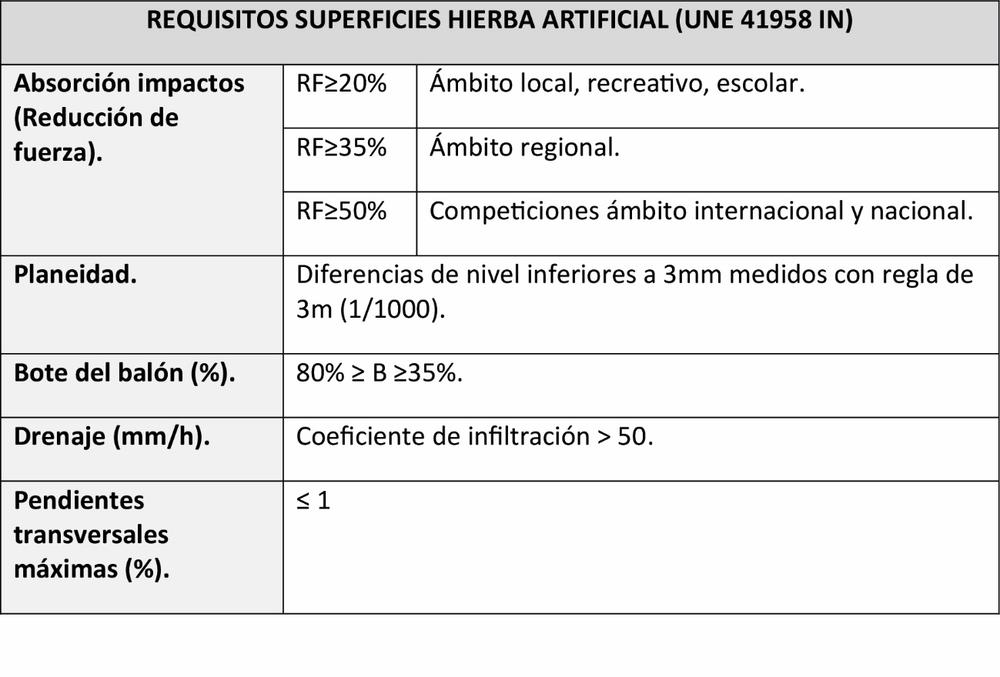 REQUISITOS SUPERFICIES HIERBA ARTIFICIAL (UNE 41958 IN)
Absorción impactos
(Reducción de
fuerza).
RF≥20%
Ámbito local, recreativo, escolar.
RF≥35%
Ámbito regional.
RF≥50%
Competiciones ámbito internacional y nacional.
Planeidad.
Diferencias de nivel inferiores a 3mm medidos con regla de
3m (1/1000).
Bote del balón (%).
80% ≥ B ≥35%.
Drenaje (mm/h).
Coeficiente de infiltración > 50.
Pendientes
transversales
máximas (%).
≤ 1